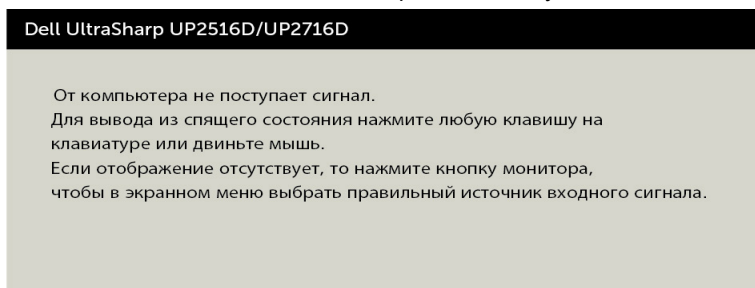 Dell UltraSharp UP2516D/UP2716D
От компьютера не поступает сигнал.
Для вывода из спящего состояния нажмите любую клавишу на
клавиатуре или двиньте мышь.
Если отображение отсутствует, то нажмите кнопку монитора,
чтобы в экранном меню выбрать правильный источник входного сигнала.